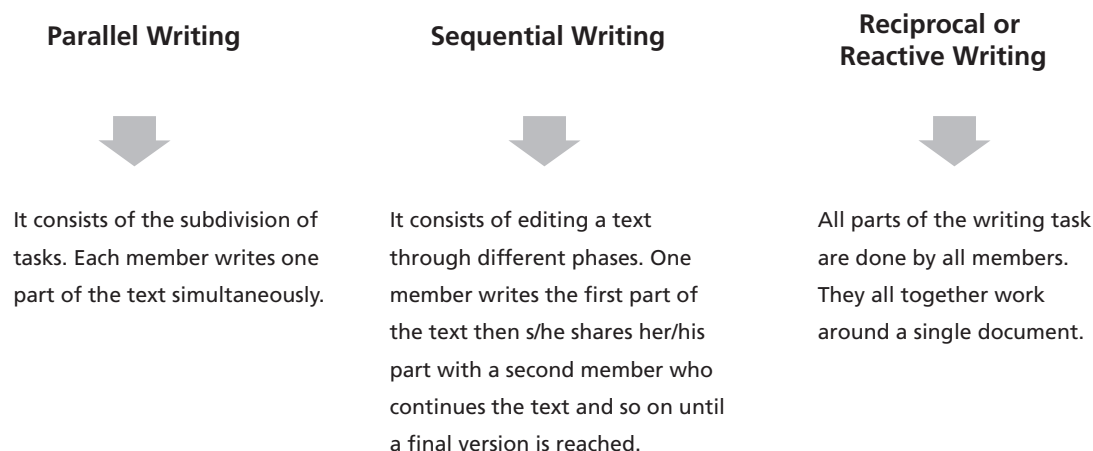 Parallel Writing
It consists of the subdivision of
tasks. Each member writes one
part of the text simultaneously.
Sequential Writing
It consists of editing a text
through different phases. One
member writes the first part of
the text then s/he shares her/his
part with a second member who
continues the text and so on until
a final version is reached.
Reciprocal or
Reactive Writing
All parts of the writing task
are done by all members.
They all together work
around a single document.